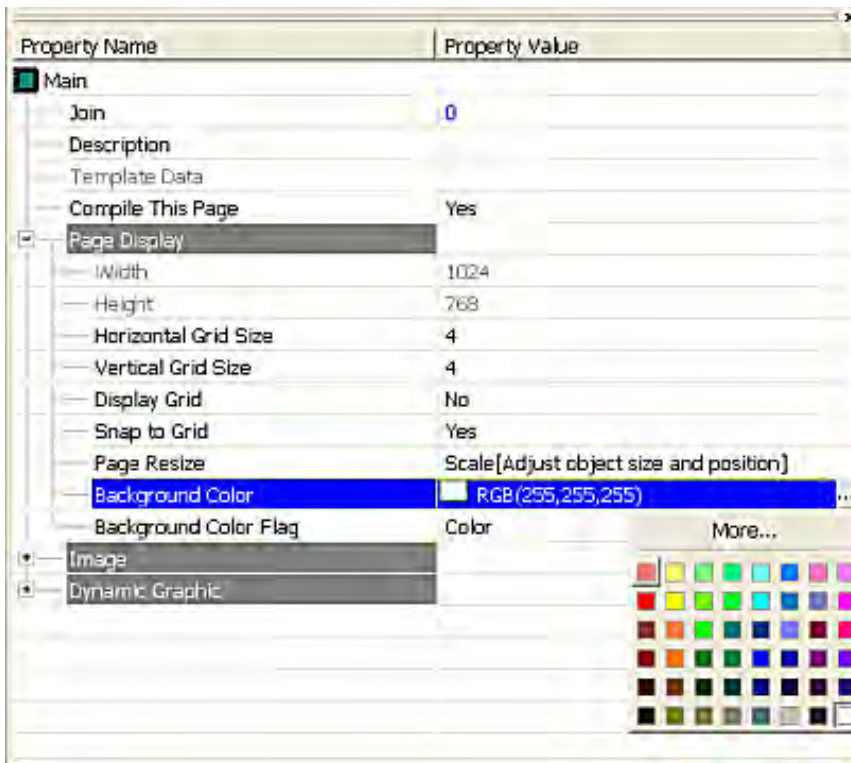 Property Name Property Value
Main
Join 0
Description
Template Data
Compile This Page Yes
Page Display
Width 1024
Height 768
Horizontal Grid Size 4
Vertical Grid Size 4
Display Grid No
Snap to Grid Yes
Page Resize Scale[Adjust object size and position]
Background Color RGB(255,255,255) ...
Background Color Flag Color
More...
Image
Dynamic Graphic